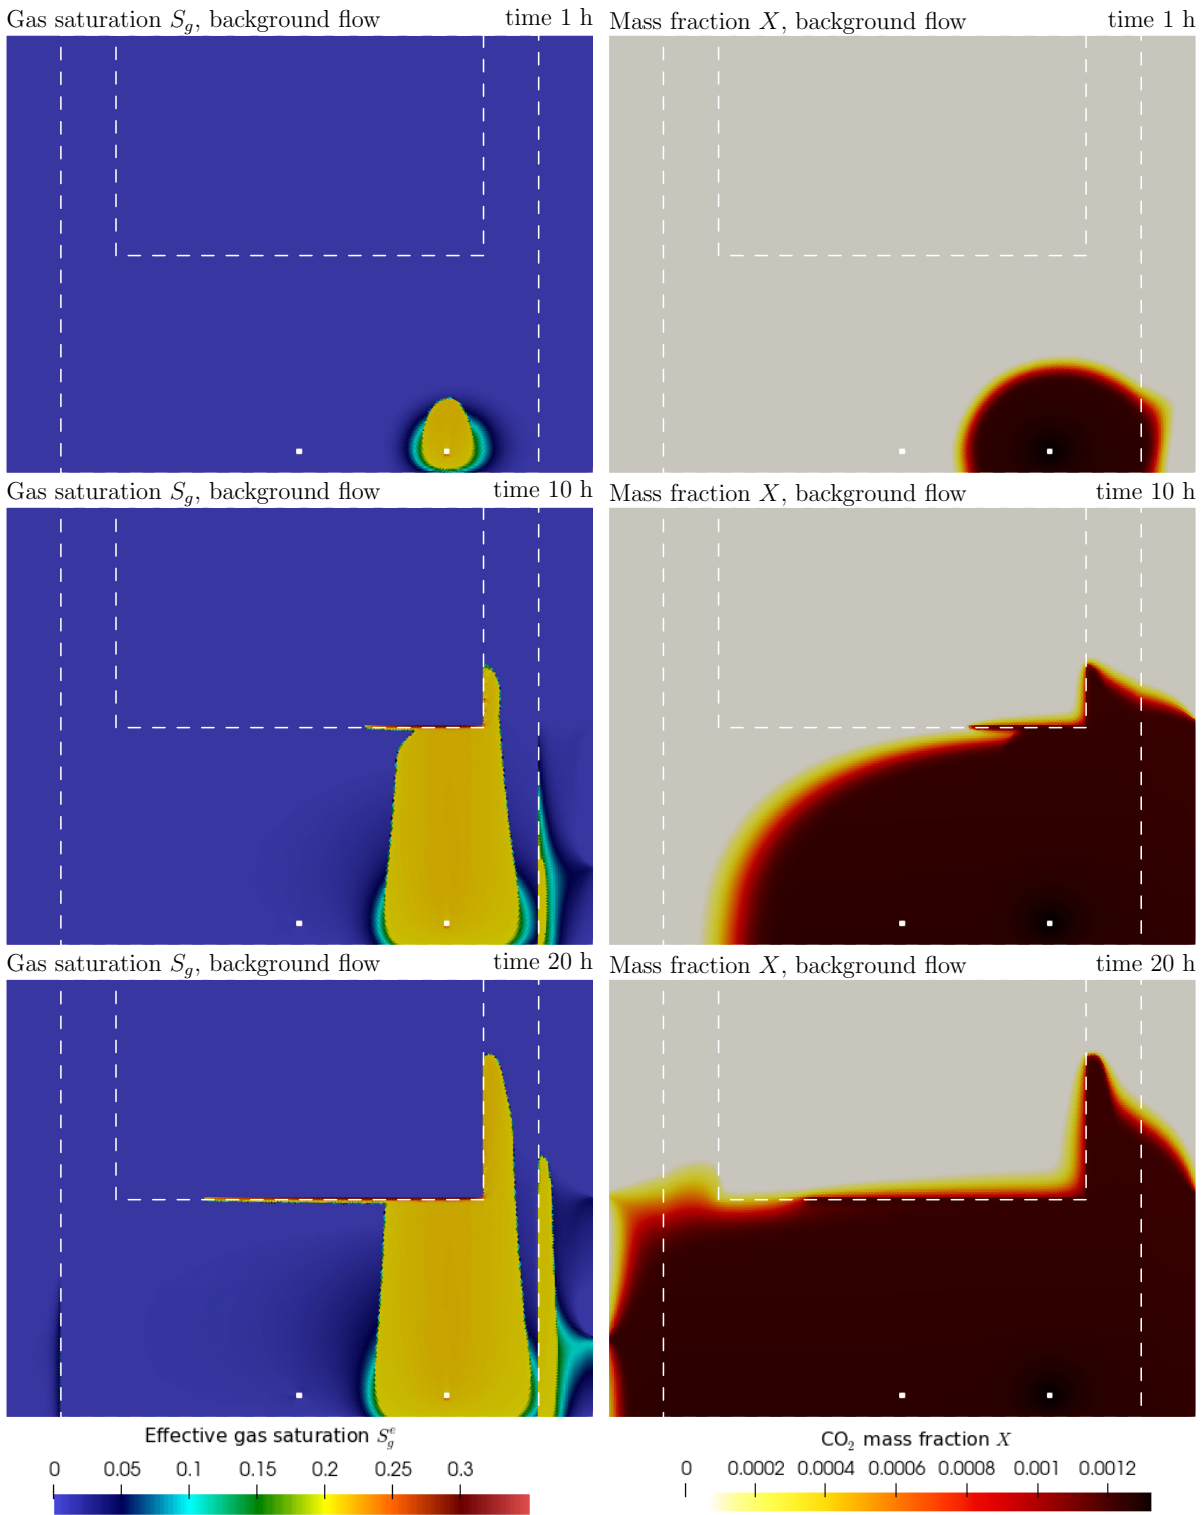 Gas saturation S_g, background flow time 1 h
Mass fraction X, background flow time 1 h
Gas saturation S_g, background flow time 10 h
Mass fraction X, background flow time 10 h
Gas saturation S_g, background flow time 20 h
Mass fraction X, background flow time 20 h
Effective gas saturation S_g^e
0 0.05 0.1 0.15 0.2 0.25 0.3
CO₂ mass fraction X
0 0.0002 0.0004 0.0006 0.0008 0.001 0.0012